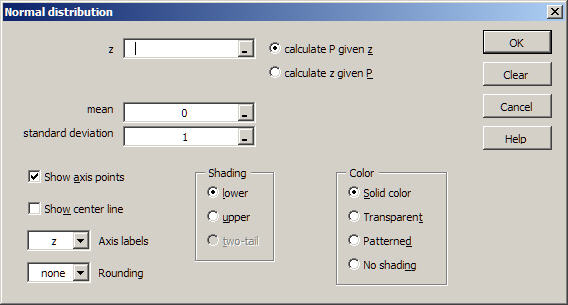 Normal distribution
z
calculate P given z
calculate z given P
mean 0
standard deviation 1
OK
Clear
Cancel
Help
Show axis points
Show center line
z Axis labels
none Rounding
Shading
lower
upper
two-tail
Color
Solid color
Transparent
Patterned
No shading